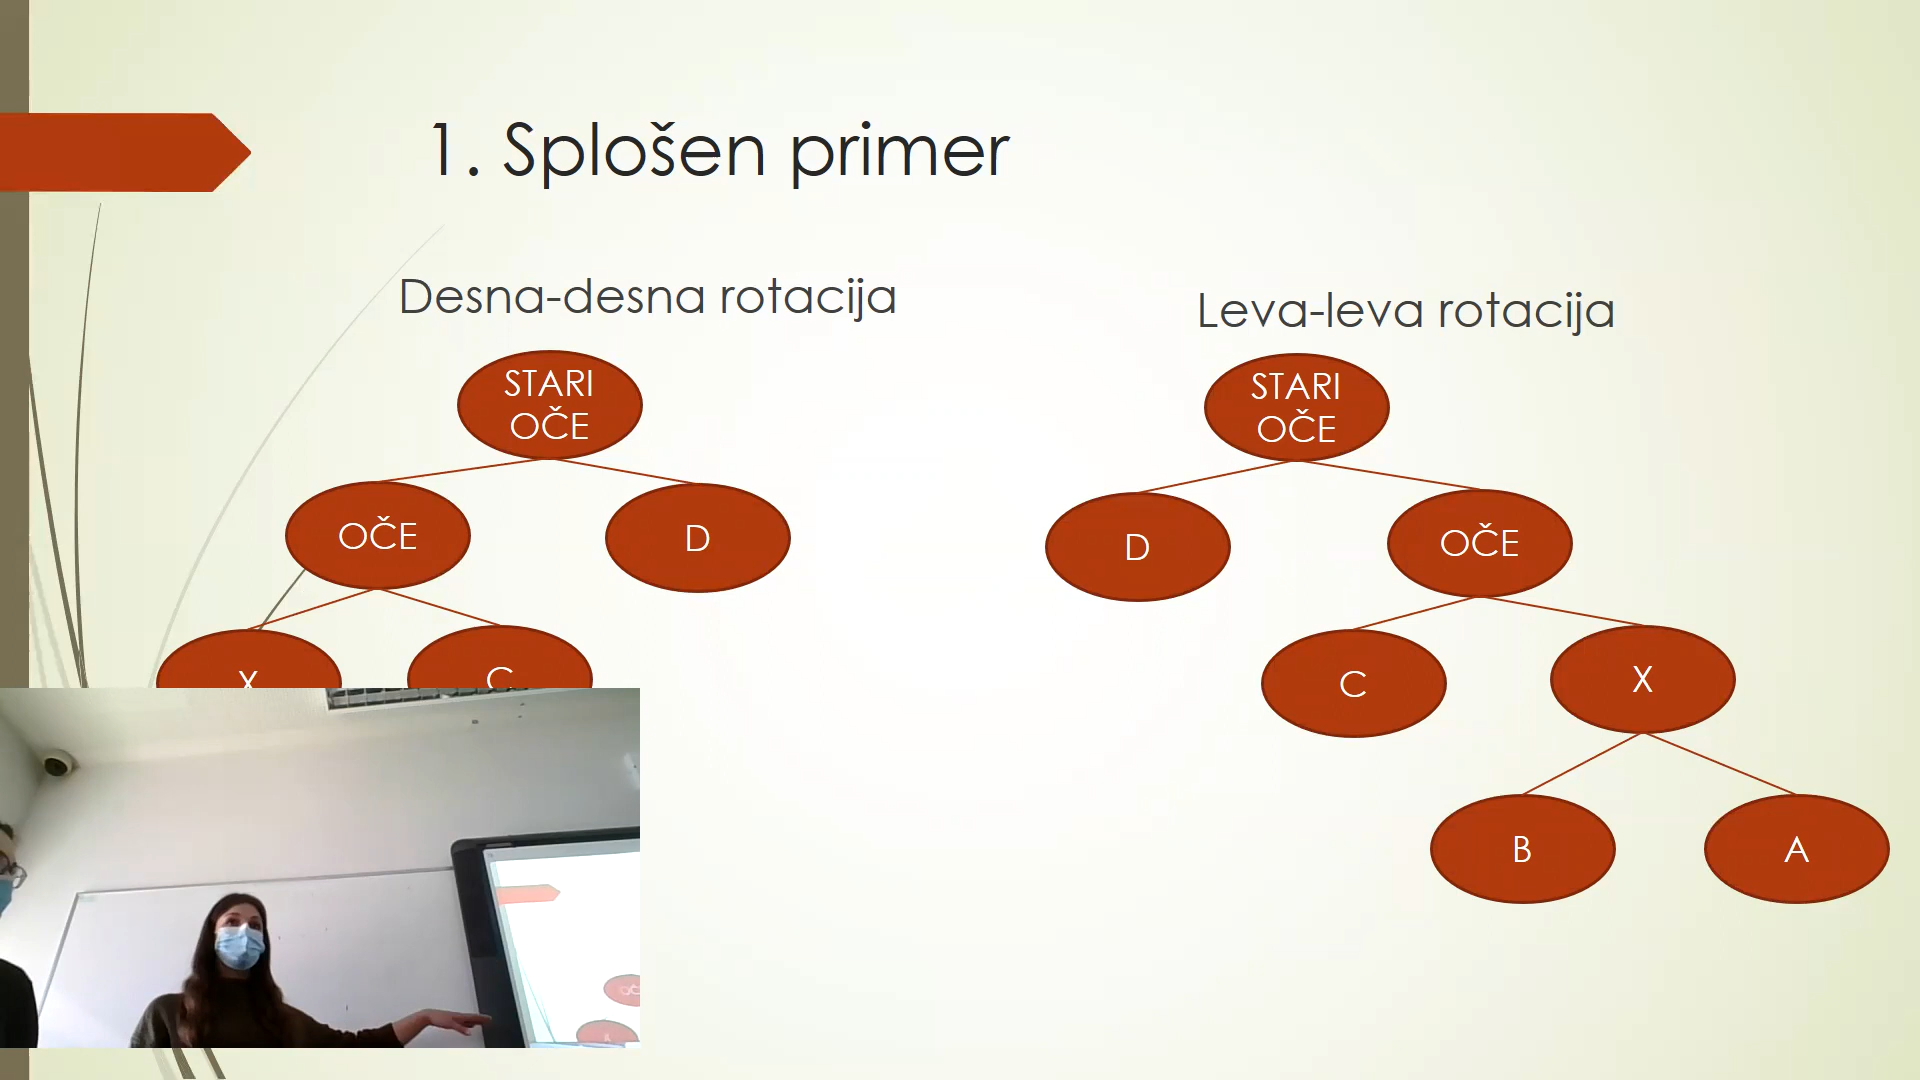 1. Splošen primer
Desna-desna rotacija
Leva-leva rotacija
STARI
OČE
OČE
D
X
C
STARI
OČE
D
OČE
C
X
B
A